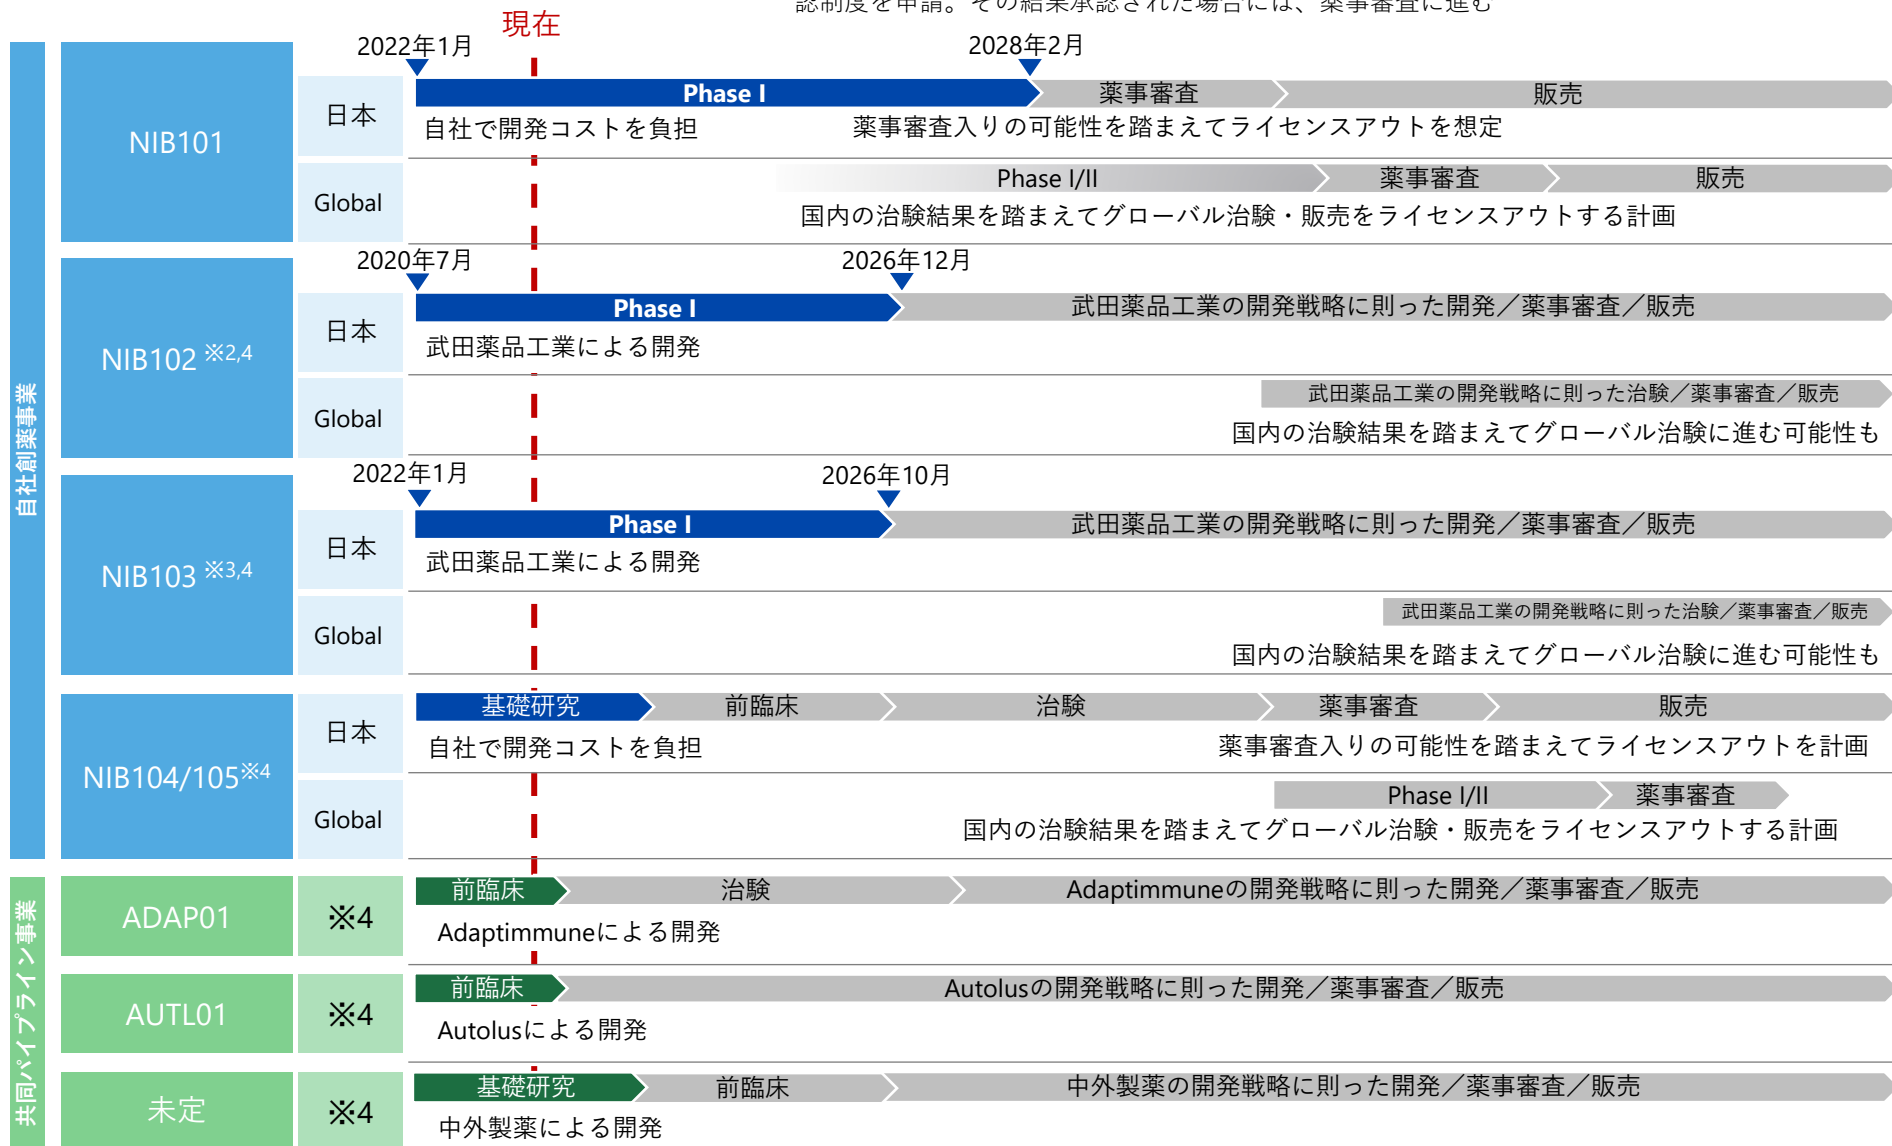 認制度を申請。その結果承認された場合には、薬事審査に進む
現在
2022年1月
2028年2月
自社創薬事業
NIB101
日本
Phase I
薬事審査
販売
自社で開発コストを負担
薬事審査入りの可能性を踏まえてライセンスアウトを想定
Global
Phase I/II
薬事審査
販売
国内の治験結果を踏まえてグローバル治験・販売をライセンスアウトする計画
2020年7月
2026年12月
NIB102 ※2,4
日本
Phase I
武田薬品工業の開発戦略に則った開発／薬事審査／販売
武田薬品工業による開発
Global
武田薬品工業の開発戦略に則った治験／薬事審査／販売
国内の治験結果を踏まえてグローバル治験に進む可能性も
2022年1月
2026年10月
NIB103 ※3,4
日本
Phase I
武田薬品工業の開発戦略に則った開発／薬事審査／販売
武田薬品工業による開発
Global
武田薬品工業の開発戦略に則った治験／薬事審査／販売
国内の治験結果を踏まえてグローバル治験に進む可能性も
NIB104/105※4
日本
基礎研究
前臨床
治験
薬事審査
販売
自社で開発コストを負担
薬事審査入りの可能性を踏まえてライセンスアウトを計画
Global
Phase I/II
薬事審査
国内の治験結果を踏まえてグローバル治験・販売をライセンスアウトする計画
共同パイプライン事業
ADAP01
※4
前臨床
治験
Adaptimmuneの開発戦略に則った開発／薬事審査／販売
Adaptimmuneによる開発
AUTL01
※4
前臨床
Autolusの開発戦略に則った開発／薬事審査／販売
Autolusによる開発
未定
※4
基礎研究
前臨床
中外製薬の開発戦略に則った開発／薬事審査／販売
中外製薬による開発